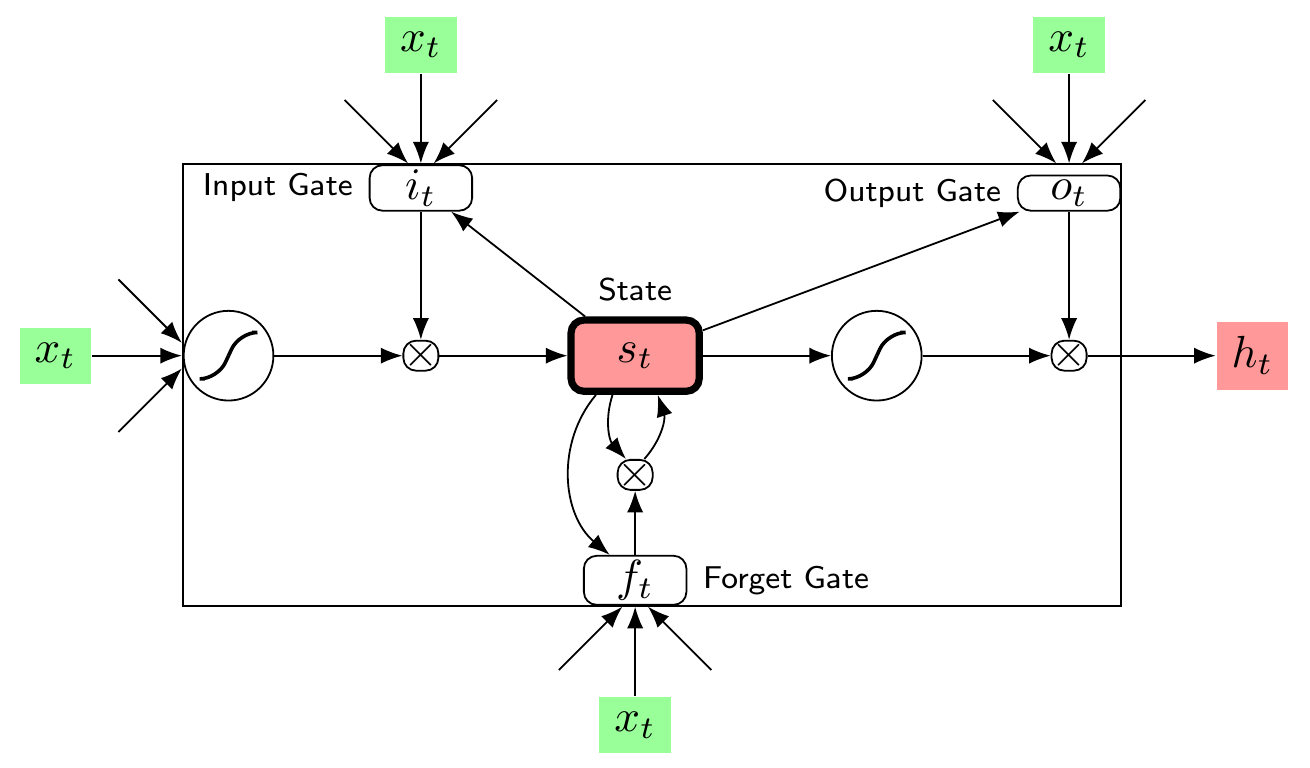 x_t
x_t
Input Gate
i_t
Output Gate
o_t
State
x_t
⊗
s_t
⊗
h_t
⊗
f_t
Forget Gate
x_t